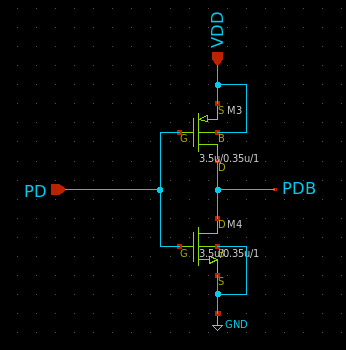 VDD
S M3
G B
3.5u/0.35u/1
D
PD PDB
D M4
G B
3.5u/0.35u/1
S
GND